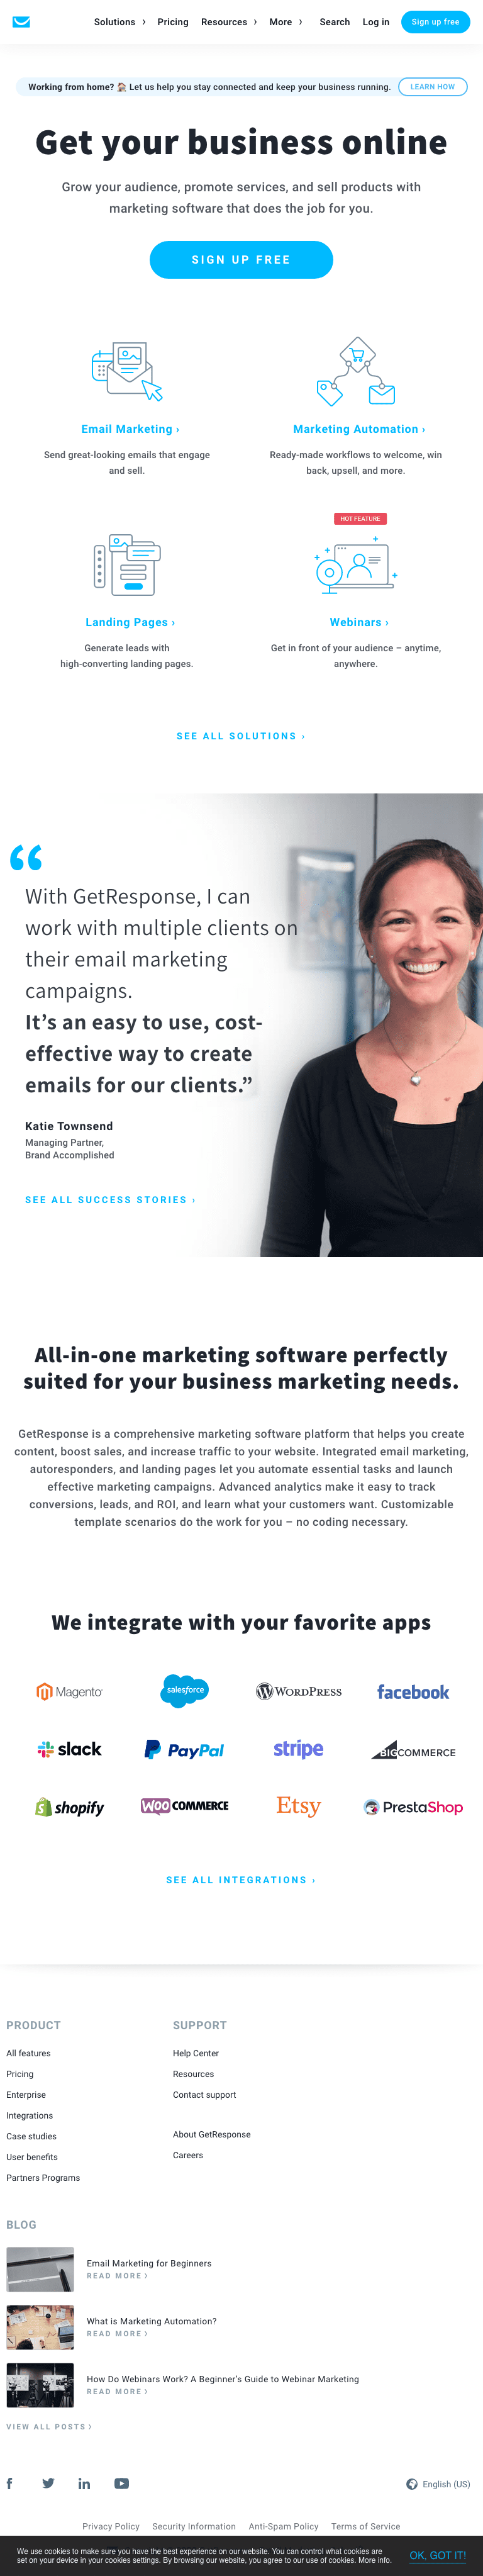 Solutions › Pricing Resources › More › Search Log in Sign up free
Working from home? Let us help you stay connected and keep your business running. LEARN HOW
Get your business online
Grow your audience, promote services, and sell products with
marketing software that does the job for you.
SIGN UP FREE
Email Marketing ›
Send great-looking emails that engage
and sell.
Marketing Automation ›
Ready-made workflows to welcome, win
back, upsell, and more.
Landing Pages ›
Generate leads with
high-converting landing pages.
HOT FEATURE
Webinars ›
Get in front of your audience – anytime,
anywhere.
SEE ALL SOLUTIONS ›
“
With GetResponse, I can
work with multiple clients on
their email marketing
campaigns.
It’s an easy to use, cost-
effective way to create
emails for our clients.”
Katie Townsend
Managing Partner,
Brand Accomplished
SEE ALL SUCCESS STORIES ›
All-in-one marketing software perfectly
suited for your business marketing needs.
GetResponse is a comprehensive marketing software platform that helps you create
content, boost sales, and increase traffic to your website. Integrated email marketing,
autoresponders, and landing pages let you automate essential tasks and launch
effective marketing campaigns. Advanced analytics make it easy to track
conversions, leads, and ROI, and learn what your customers want. Customizable
template scenarios do the work for you – no coding necessary.
We integrate with your favorite apps
Magento salesforce WORDPRESS facebook
slack PayPal stripe BIGCOMMERCE
shopify WOOCOMMERCE Etsy PrestaShop
SEE ALL INTEGRATIONS ›
PRODUCT
All features
Pricing
Enterprise
Integrations
Case studies
User benefits
Partners Programs
SUPPORT
Help Center
Resources
Contact support
About GetResponse
Careers
BLOG
Email Marketing for Beginners
READ MORE ›
What is Marketing Automation?
READ MORE ›
How Do Webinars Work? A Beginner’s Guide to Webinar Marketing
READ MORE ›
VIEW ALL POSTS ›
English (US)
Privacy Policy Security Information Anti-Spam Policy Terms of Service
We use cookies to make sure you have the best experience on our website. You can control what cookies are
set on your device in your cookies settings. By browsing our website, you agree to our use of cookies. More info.
OK, GOT IT!